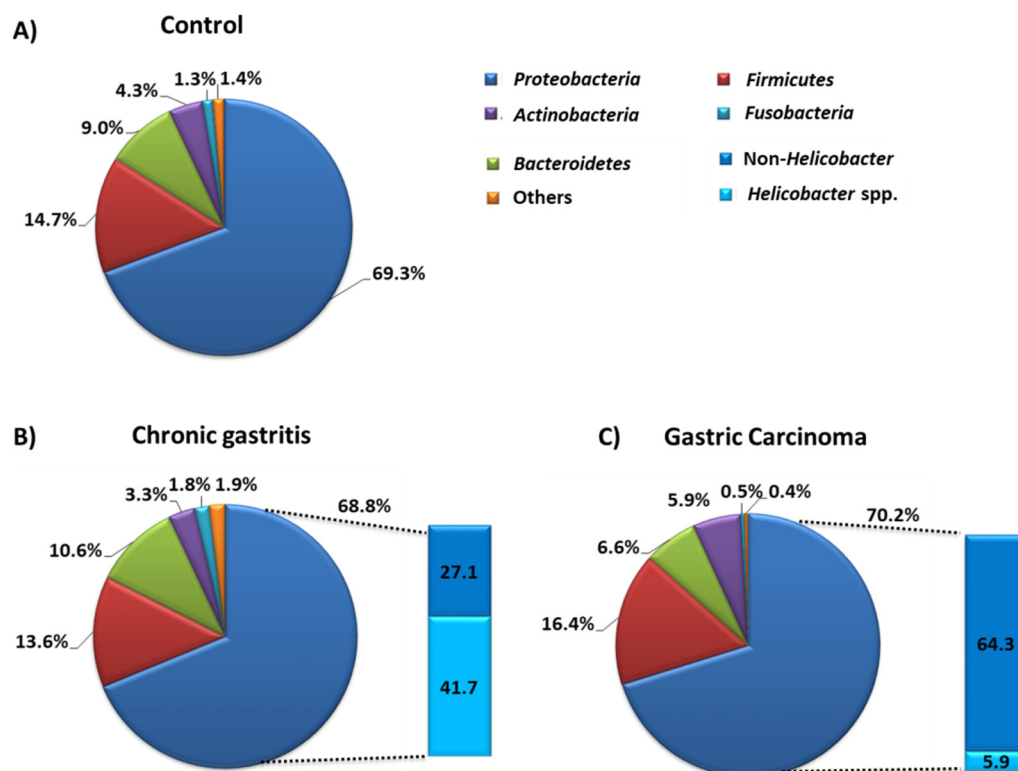 A)
Control
1.3% 1.4%
4.3%
9.0%
14.7%
69.3%
Proteobacteria
Firmicutes
Actinobacteria
Fusobacteria
Bacteroidetes
Non-Helicobacter
Others
Helicobacter spp.
B)
Chronic gastritis
1.8% 1.9%
3.3%
68.8%
10.6%
13.6%
27.1
41.7
C)
Gastric Carcinoma
0.5% 0.4%
5.9%
70.2%
6.6%
16.4%
64.3
5.9